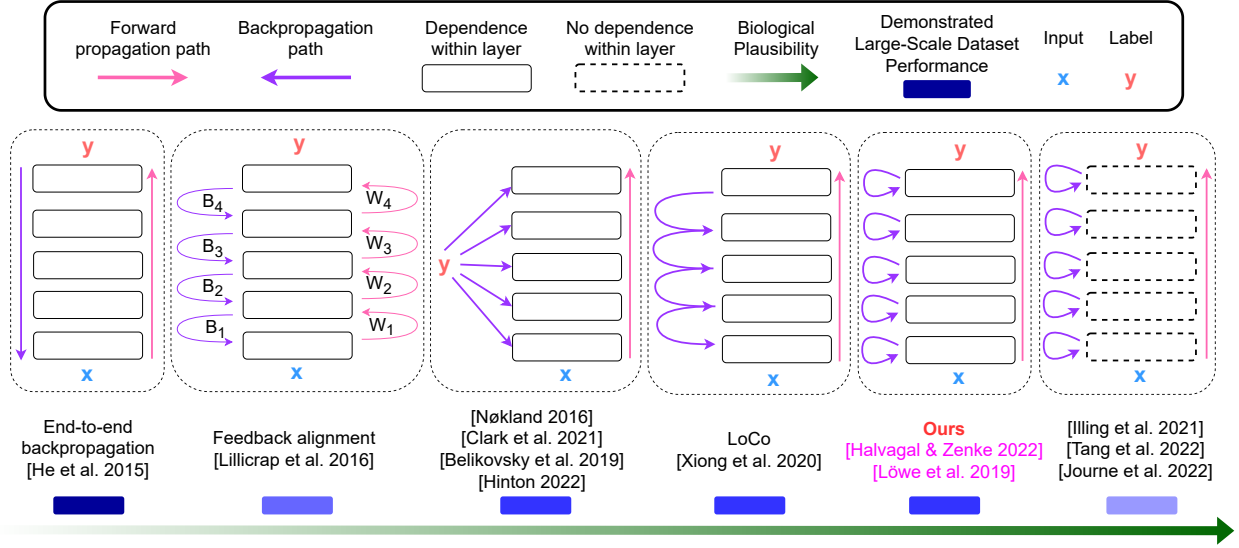 Forward
propagation path
Backpropagation
path
Dependence
within layer
No dependence
within layer
Biological
Plausibility
Demonstrated
Large-Scale Dataset
Performance
Input
x
Label
y
y
x
End-to-end
backpropagation
[He et al. 2015]
y
B4
W4
B3
W3
B2
W2
B1
W1
x
Feedback alignment
[Lillicrap et al. 2016]
y
x
[Nøkland 2016]
[Clark et al. 2021]
[Belikovsky et al. 2019]
[Hinton 2022]
y
x
LoCo
[Xiong et al. 2020]
y
x
Ours
[Halvagal & Zenke 2022]
[Löwe et al. 2019]
y
x
[Illing et al. 2021]
[Tang et al. 2022]
[Journe et al. 2022]